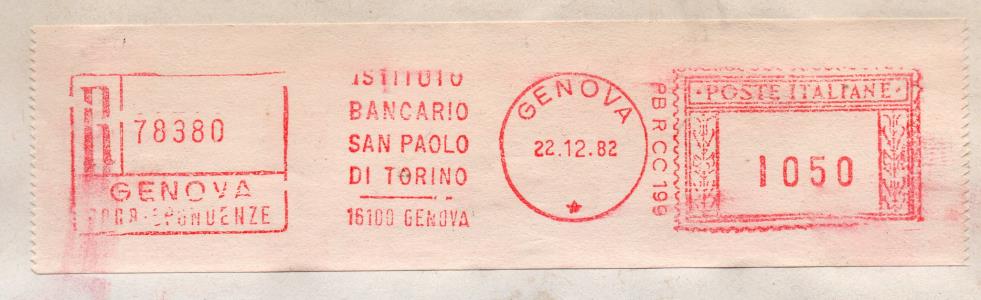 R
78380
GENOVA
ISTITUTO
BANCARIO
SAN PAOLO
DI TORINO
16100 GENOVA
GENOVA
22.12.82
PB R CC 199
POSTE ITALIANE
1050